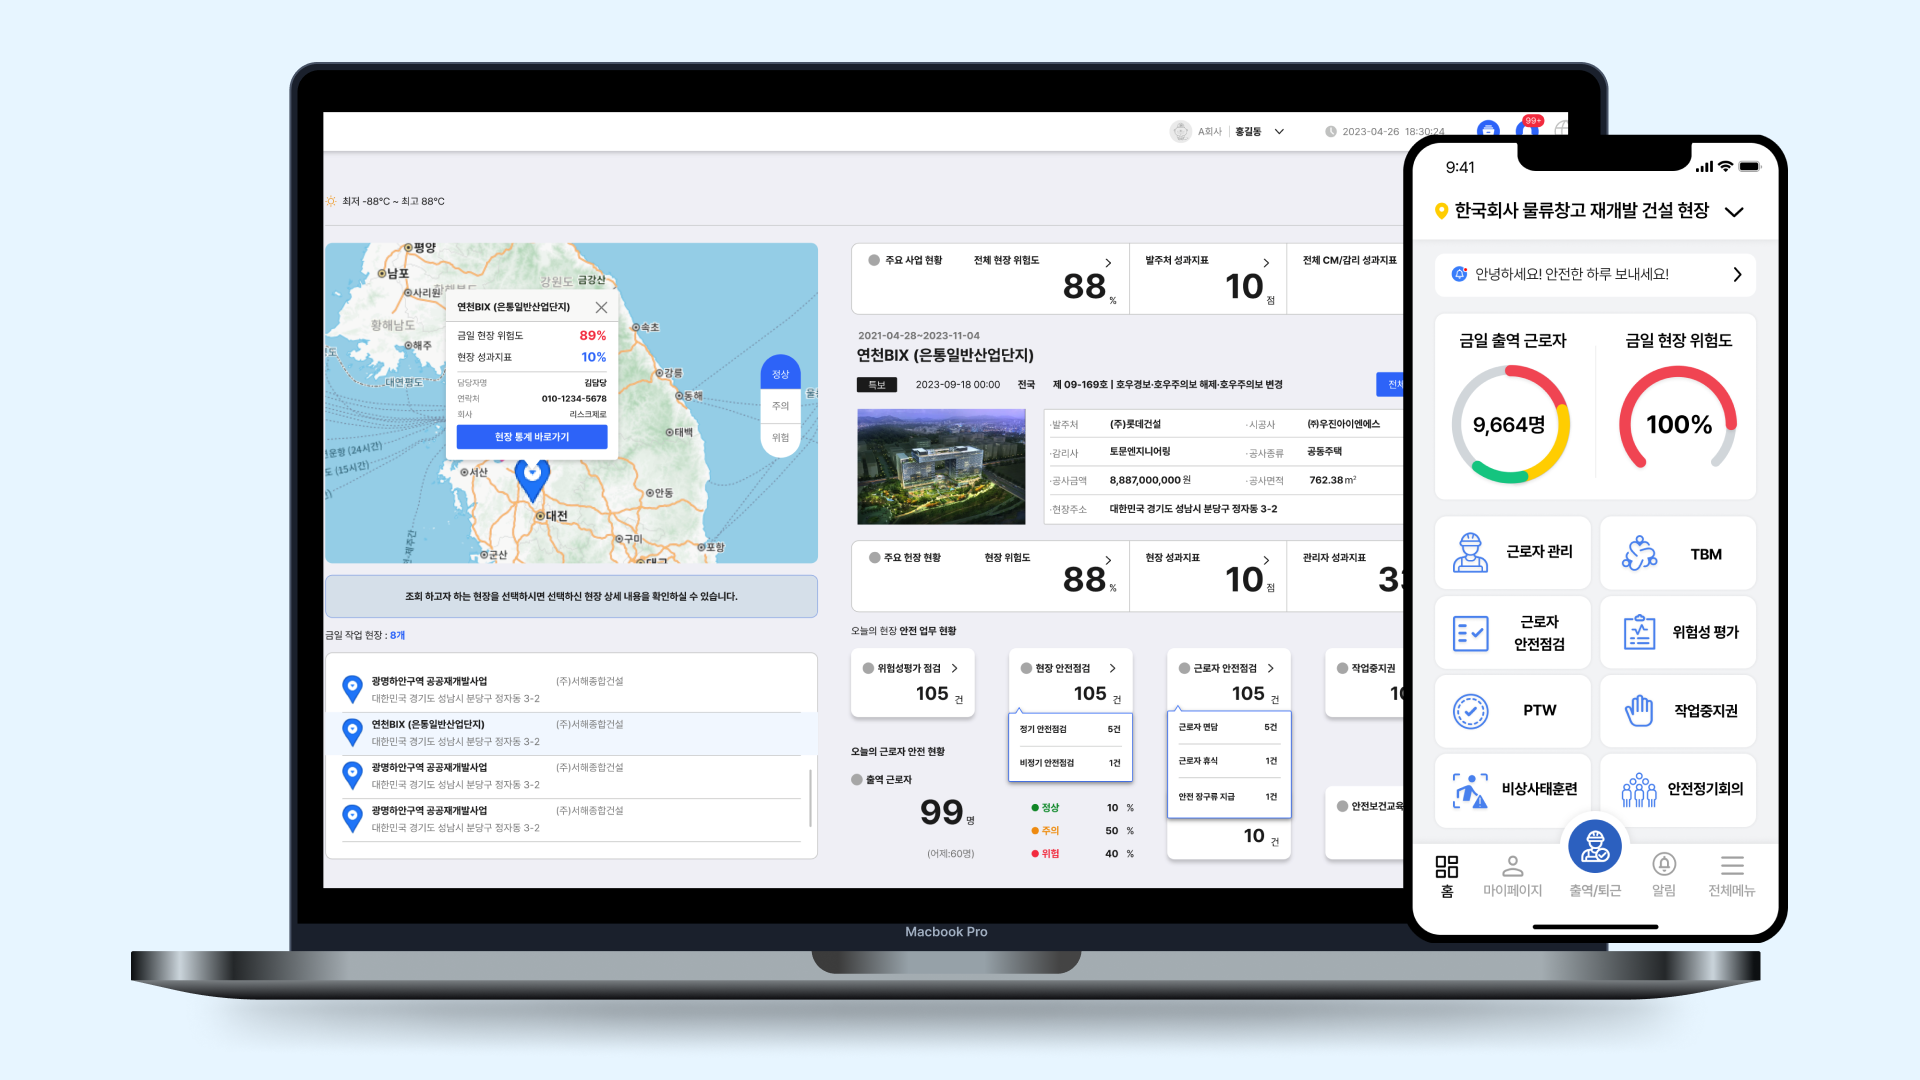 A회사
홍길동
2023-04-26 18:30:24
99+
최저 -88°C ~ 최고 88°C
평양
남포
강원도
금강산
사리원
황해남도
해주
대연평도
속초
강릉
동해
태백
서산
안동
대전
구미
군산
포항
연천BIX (은통일반산업단지)
금일 현장 위험도 89%
현장 성과지표 10%
담당자명 김담당
연락처 010-1234-5678
회사 리스크제로
현장 통계 바로가기
정상
주의
위험
조회 하고자 하는 현장을 선택하시면 선택하신 현장 상세 내용을 확인하실 수 있습니다.
금일 작업 현장 : 8개
광명하안구역 공공재개발사업 (주)서해종합건설
대한민국 경기도 성남시 분당구 정자동 3-2
연천BIX (은통일반산업단지) (주)서해종합건설
대한민국 경기도 성남시 분당구 정자동 3-2
광명하안구역 공공재개발사업 (주)서해종합건설
대한민국 경기도 성남시 분당구 정자동 3-2
광명하안구역 공공재개발사업 (주)서해종합건설
대한민국 경기도 성남시 분당구 정자동 3-2
주요 사업 현황 전체 현장 위험도 88 %
발주처 성과지표 10 점
전체 CM/감리 성과지표
2021-04-28~2023-11-04
연천BIX (은통일반산업단지)
특보 2023-09-18 00:00 전국 제 09-169호 | 호우경보·호우주의보 해제·호우주의보 변경
전체
·발주처 (주)롯데건설 ·시공사 ㈜우진아이엔에스
·감리사 토문엔지니어링 ·공사종류 공동주택
·공사금액 8,887,000,000 원 ·공사면적 762.38 m²
·현장주소 대한민국 경기도 성남시 분당구 정자동 3-2
주요 헌장 현황 현장 위험도 88 %
현장 성과지표 10 점
관리자 성과지표
오늘의 현장 안전 업무 현황
위험성평가 점검
105 건
현장 안전점검
105 건
정기 안전점검 5건
비정기 안전점검 1건
근로자 안전점검
105 건
근로자 면담 5건
근로자 휴식 1건
안전 장구류 지급 1건
10 건
작업중지권
오늘의 근로자 안전 현황
출역 근로자
99 명
(어제:60명)
정상 10 %
주의 50 %
위험 40 %
안전보건교육
Macbook Pro
9:41
한국회사 물류창고 재개발 건설 현장
안녕하세요! 안전한 하루 보내세요!
금일 출역 근로자
9,664명
금일 현장 위험도
100%
근로자 관리
TBM
근로자
안전점검
위험성 평가
PTW
작업중지권
비상사태훈련
안전정기회의
홈
마이페이지
출역/퇴근
알림
전체메뉴